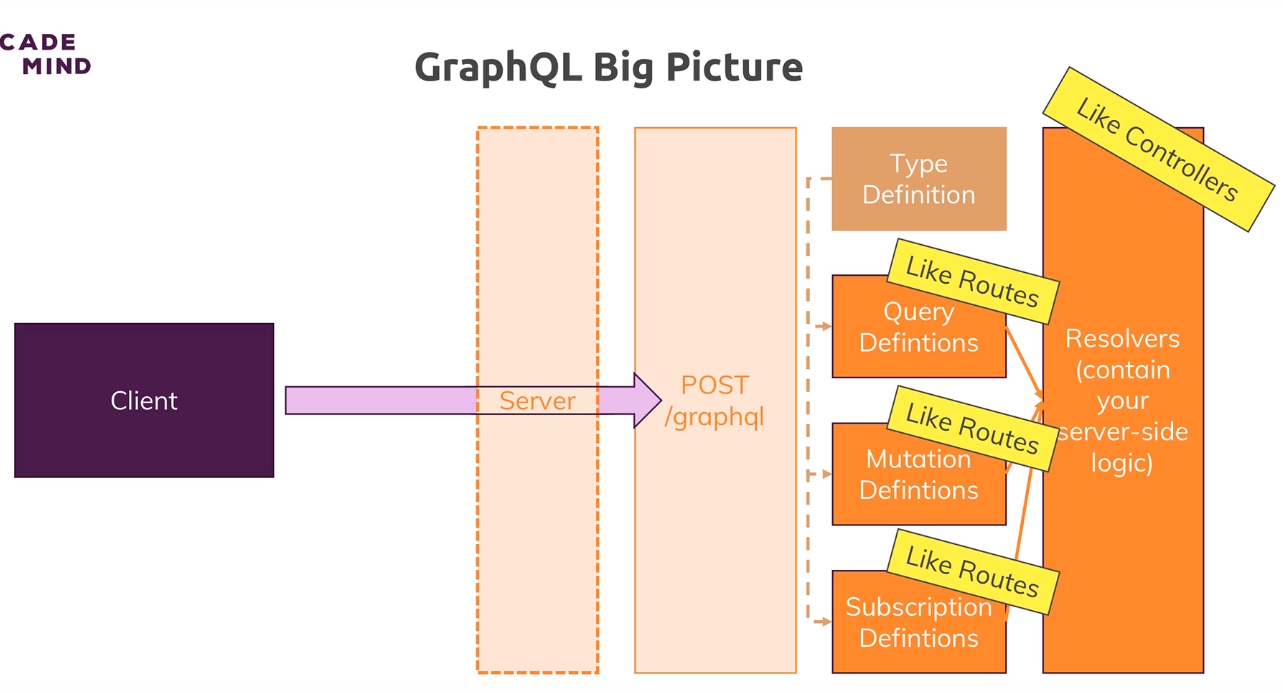 CADE
MIND
GraphQL Big Picture
Client
Server
POST
/graphql
Type
Definition
Like Routes
Query
Defintions
Like Routes
Mutation
Defintions
Like Routes
Subscription
Defintions
Like Controllers
Resolvers
(contain
your
server-side
logic)